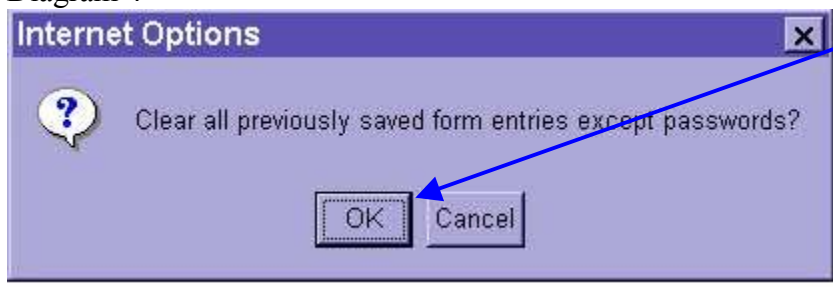 Internet Options
Clear all previously saved form entries except passwords?
OK Cancel